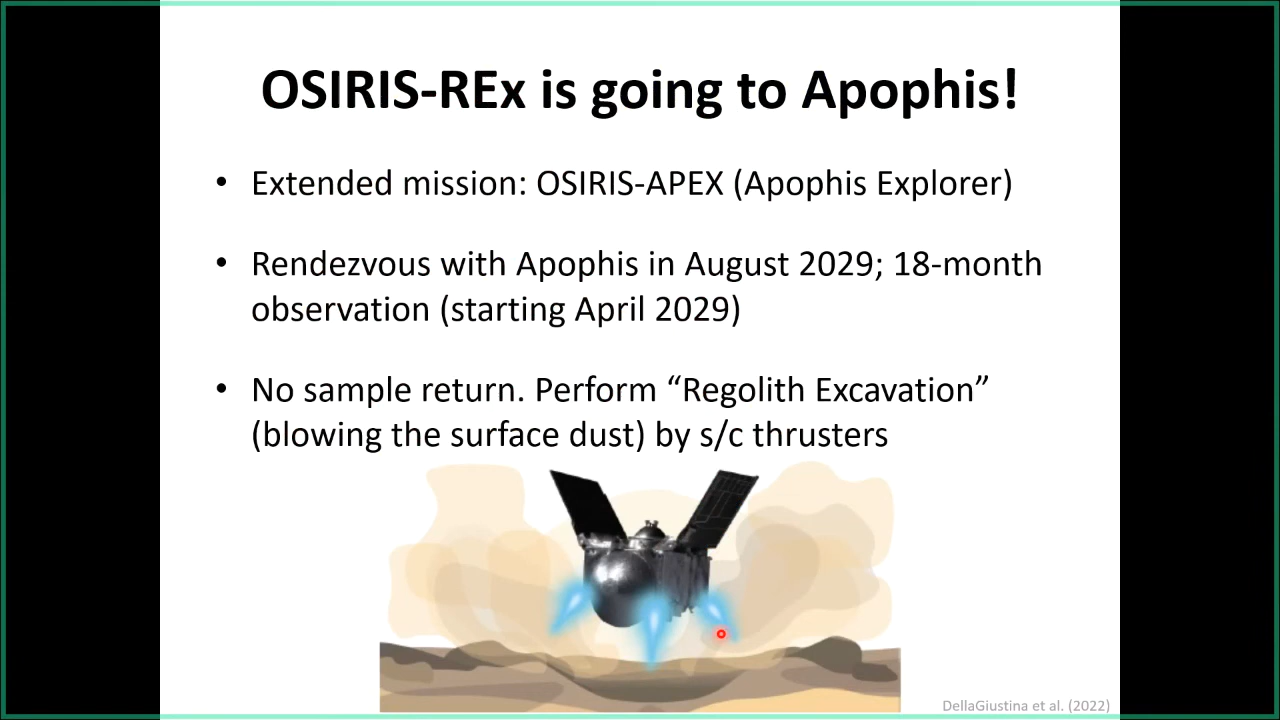 OSIRIS-REx is going to Apophis!
• Extended mission: OSIRIS-APEX (Apophis Explorer)
• Rendezvous with Apophis in August 2029; 18-month
observation (starting April 2029)
• No sample return. Perform “Regolith Excavation”
(blowing the surface dust) by s/c thrusters
DellaGiustina et al. (2022)